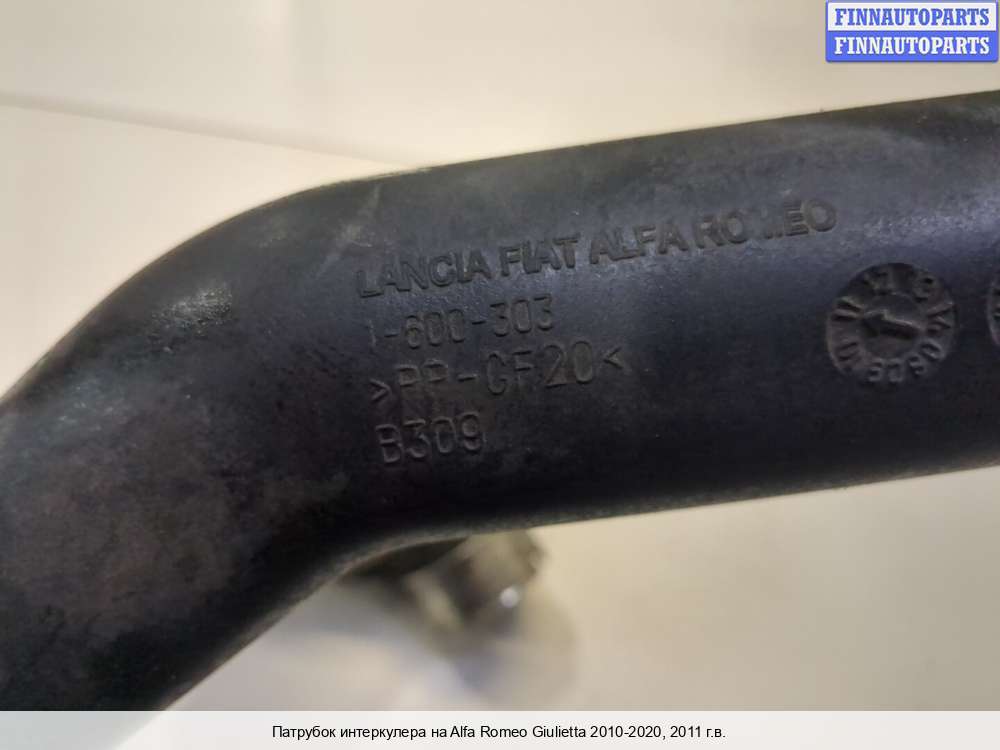 FINNAUTOPARTS
FINNAUTOPARTS
LANCIA FIAT ALFA ROMEO
1-600-303
>PP-GF20<
B309
Патрубок интеркулера на Alfa Romeo Giulietta 2010-2020, 2011 г.в.